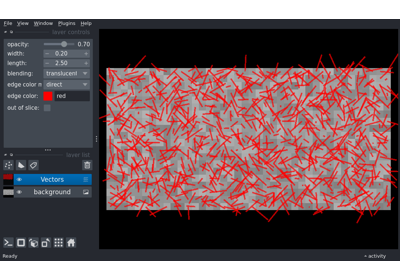 File View Window Plugins Help
layer controls
opacity: 0.70
width: 0.20
length: 2.50
blending: translucent
edge color m direct
edge color: red
out of slice:
layer list
Vectors
background
Ready
activity